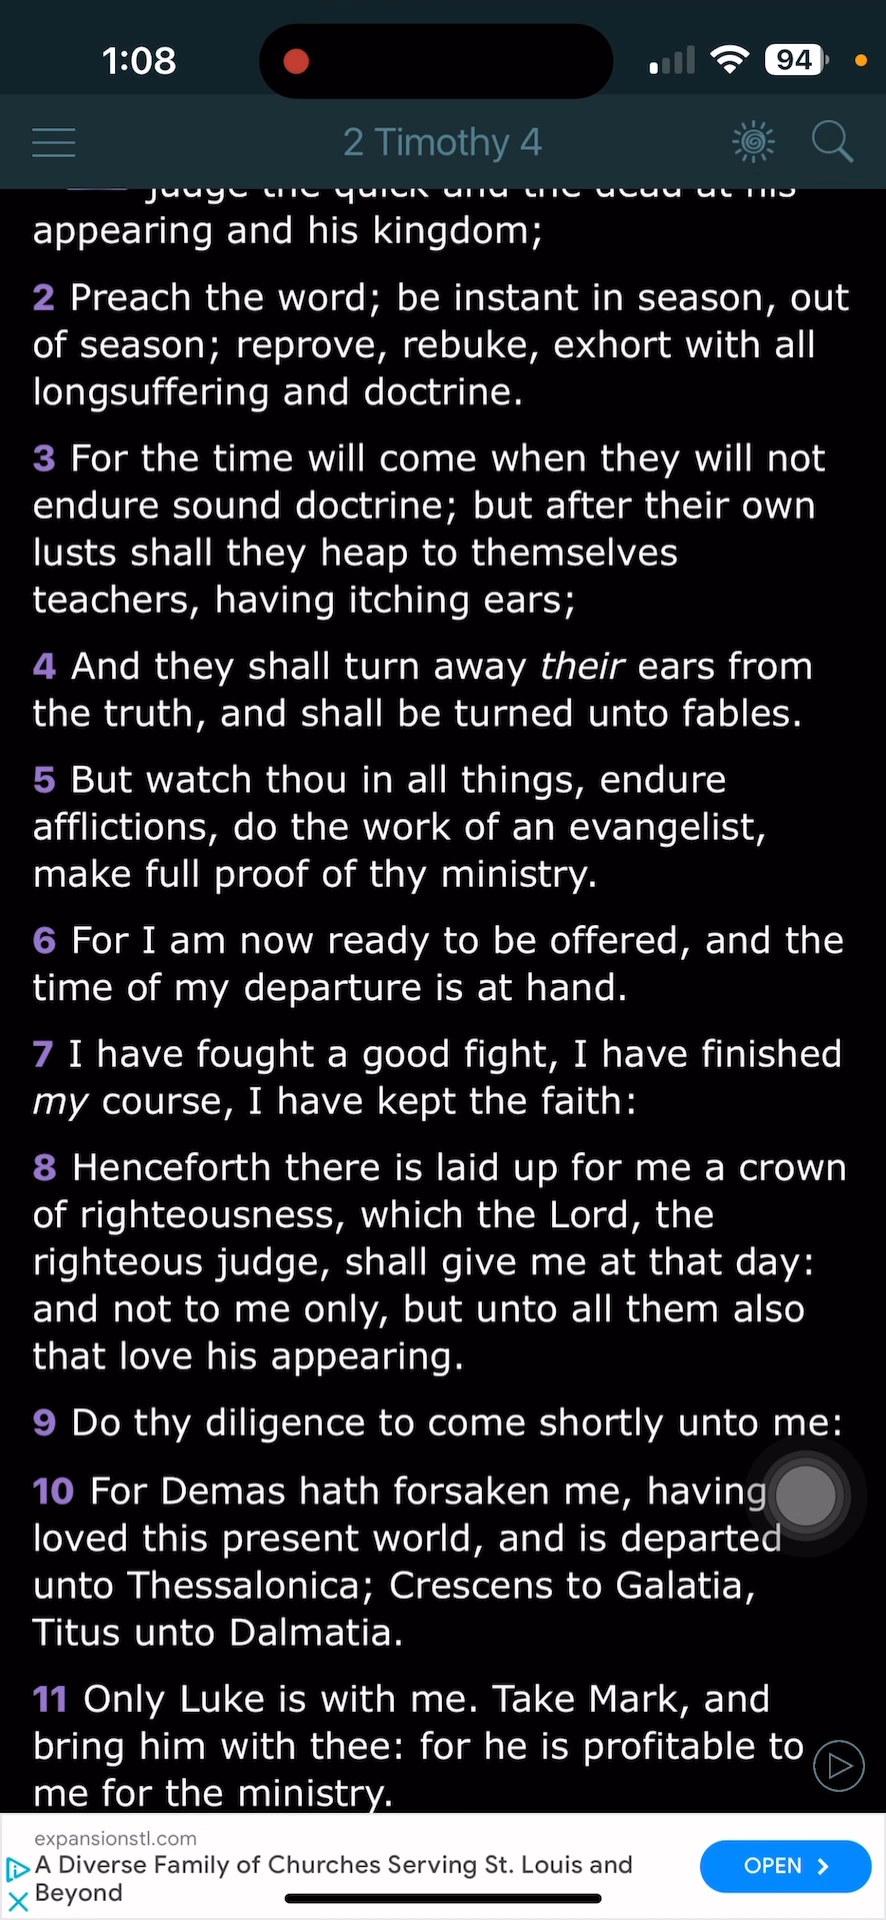 1:08
94
2 Timothy 4
judge the quick and the dead at his
appearing and his kingdom;
2 Preach the word; be instant in season, out
of season; reprove, rebuke, exhort with all
longsuffering and doctrine.
3 For the time will come when they will not
endure sound doctrine; but after their own
lusts shall they heap to themselves
teachers, having itching ears;
4 And they shall turn away their ears from
the truth, and shall be turned unto fables.
5 But watch thou in all things, endure
afflictions, do the work of an evangelist,
make full proof of thy ministry.
6 For I am now ready to be offered, and the
time of my departure is at hand.
7 I have fought a good fight, I have finished
my course, I have kept the faith:
8 Henceforth there is laid up for me a crown
of righteousness, which the Lord, the
righteous judge, shall give me at that day:
and not to me only, but unto all them also
that love his appearing.
9 Do thy diligence to come shortly unto me:
10 For Demas hath forsaken me, having
loved this present world, and is departed
unto Thessalonica; Crescens to Galatia,
Titus unto Dalmatia.
11 Only Luke is with me. Take Mark, and
bring him with thee: for he is profitable to
me for the ministry.
expansionstl.com
A Diverse Family of Churches Serving St. Louis and
Beyond
OPEN